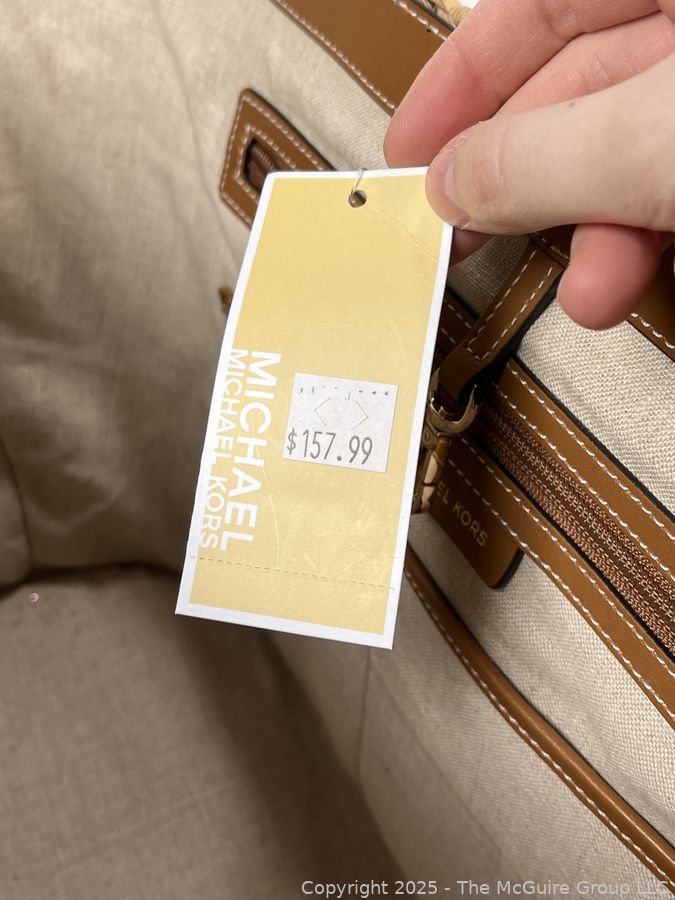 MICHAEL
MICHAEL KORS
$157.99
EL KORS
Copyright 2025 - The McGuire Group LLC